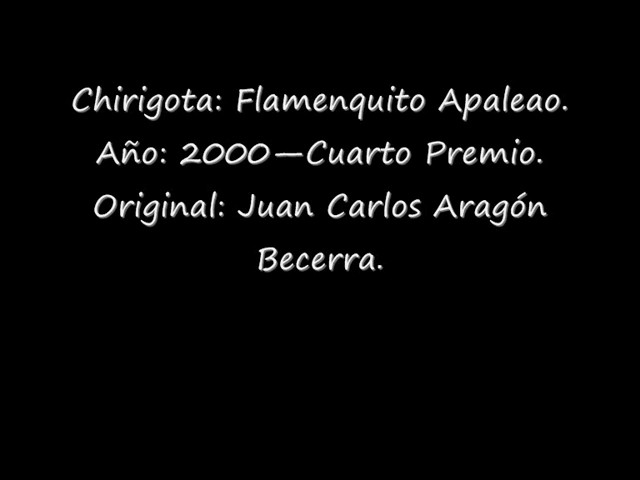 Chirigota: Flamenquito Apaleao.
Año: 2000—Cuarto Premio.
Original: Juan Carlos Aragón
Becerra.